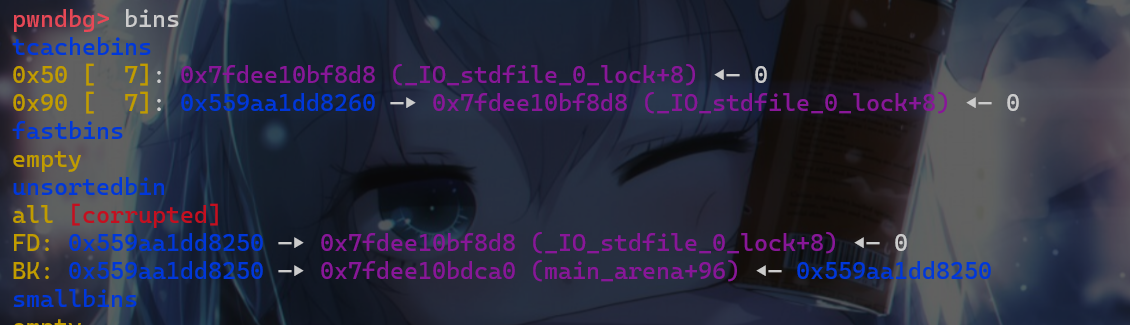 pwndbg> bins
tcachebins
0x50 [  7]: 0x7fdee10bf8d8 (_IO_stdfile_0_lock+8) ◂— 0
0x90 [  7]: 0x559aa1dd8260 —▸ 0x7fdee10bf8d8 (_IO_stdfile_0_lock+8) ◂— 0
fastbins
empty
unsortedbin
all [corrupted]
FD: 0x559aa1dd8250 —▸ 0x7fdee10bf8d8 (_IO_stdfile_0_lock+8) ◂— 0
BK: 0x559aa1dd8250 —▸ 0x7fdee10bdca0 (main_arena+96) ◂— 0x559aa1dd8250
smallbins
empty